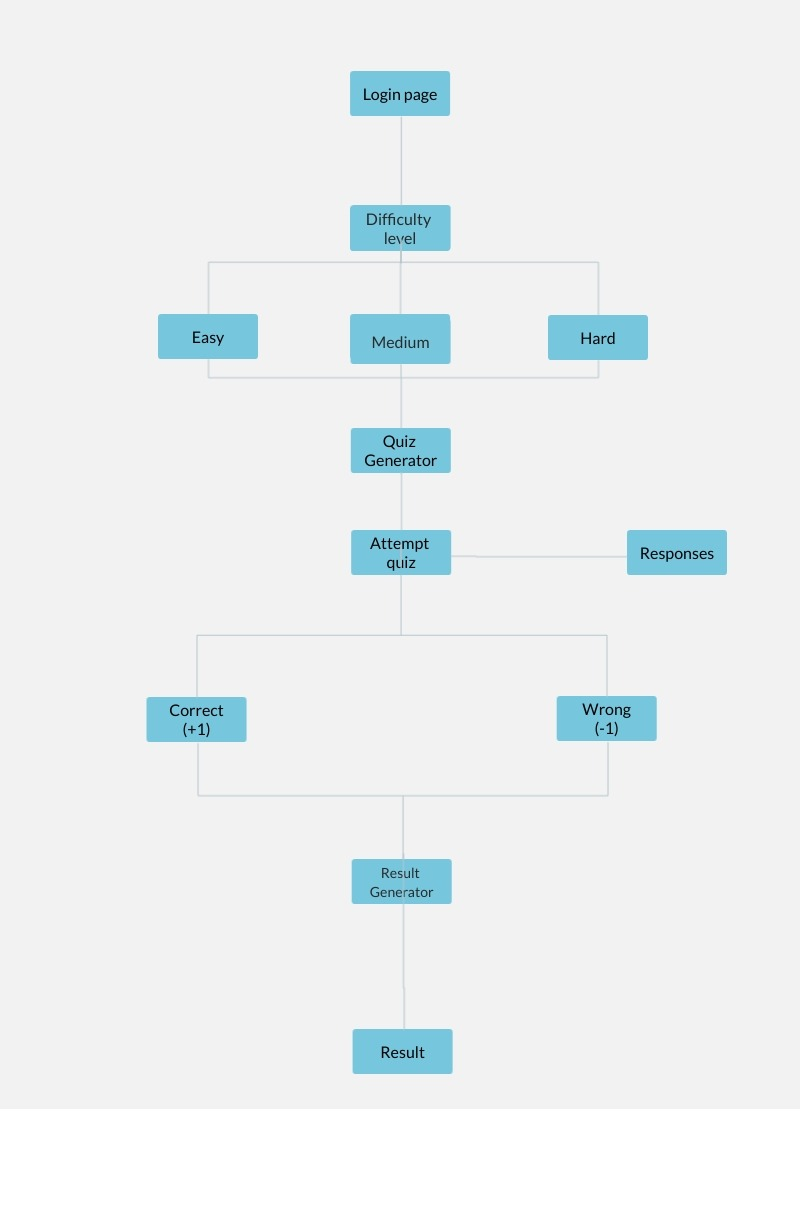 Login page
Difficulty
level
Easy
Medium
Hard
Quiz
Generator
Attempt
quiz
Responses
Correct
(+1)
Wrong
(-1)
Result
Generator
Result